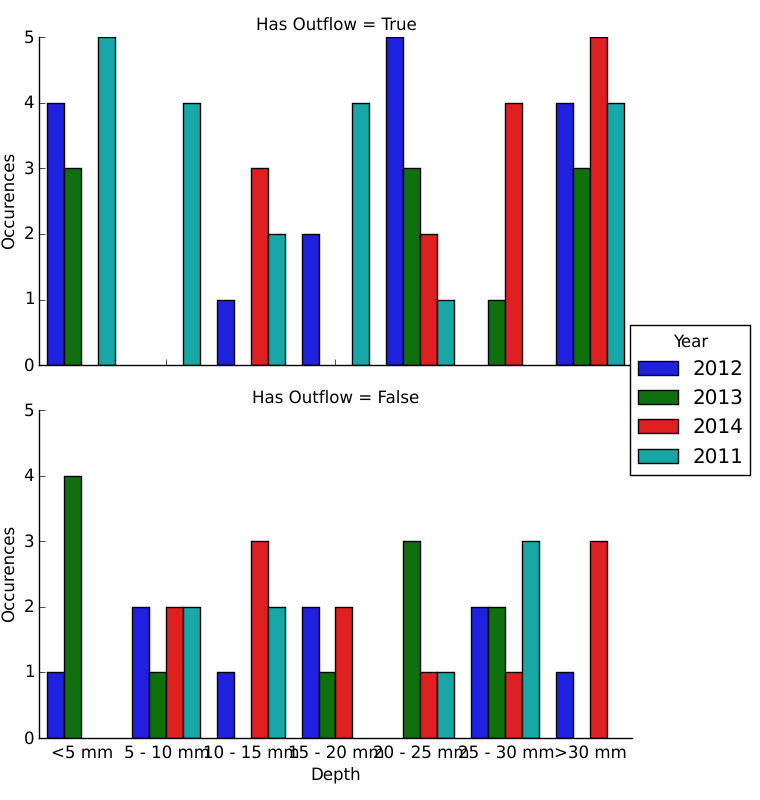 Has Outflow = True
5
4
3
2
1
0
Occurences
Year
2012
2013
2014
2011
Has Outflow = False
5
4
3
2
1
0
Occurences
<5 mm 5 - 10 mm 10 - 15 mm 15 - 20 mm 20 - 25 mm 25 - 30 mm >30 mm
Depth